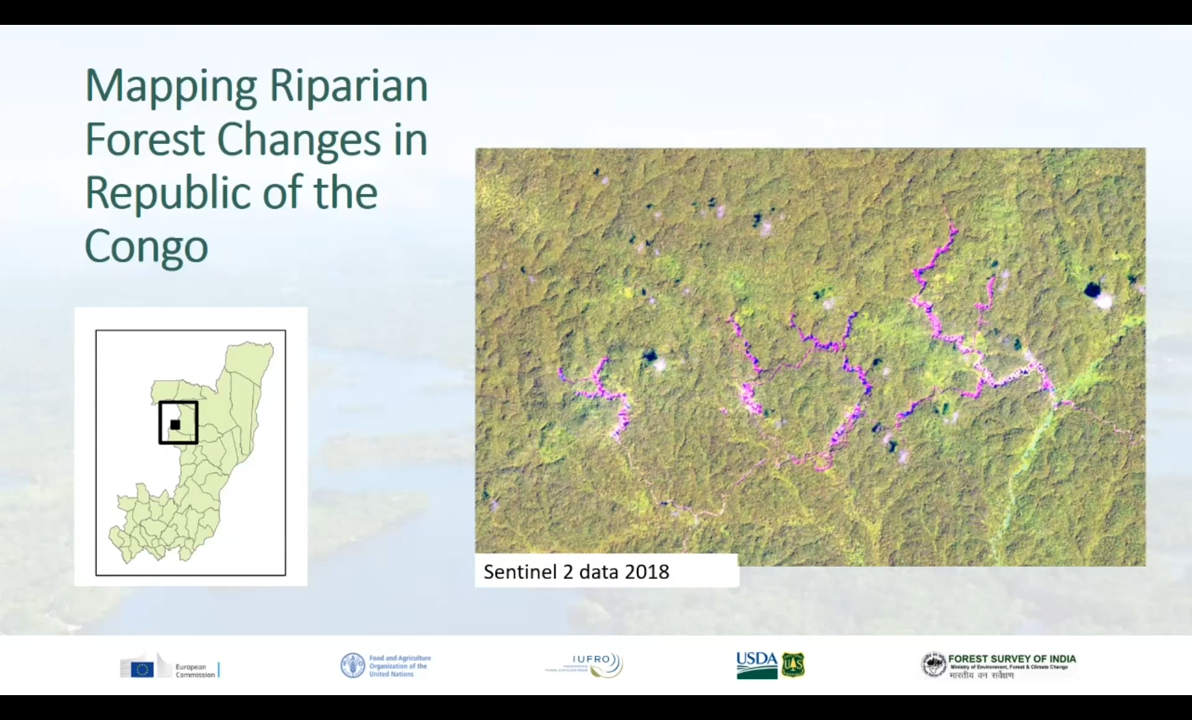 Mapping Riparian
Forest Changes in
Republic of the
Congo
Sentinel 2 data 2018
European
Commission
Food and Agriculture
Organization of the
United Nations
IUFRO
USDA
UAS
FOREST SURVEY OF INDIA
Ministry of Environment, Forest & Climate Change
भारतीय वन सर्वेक्षण